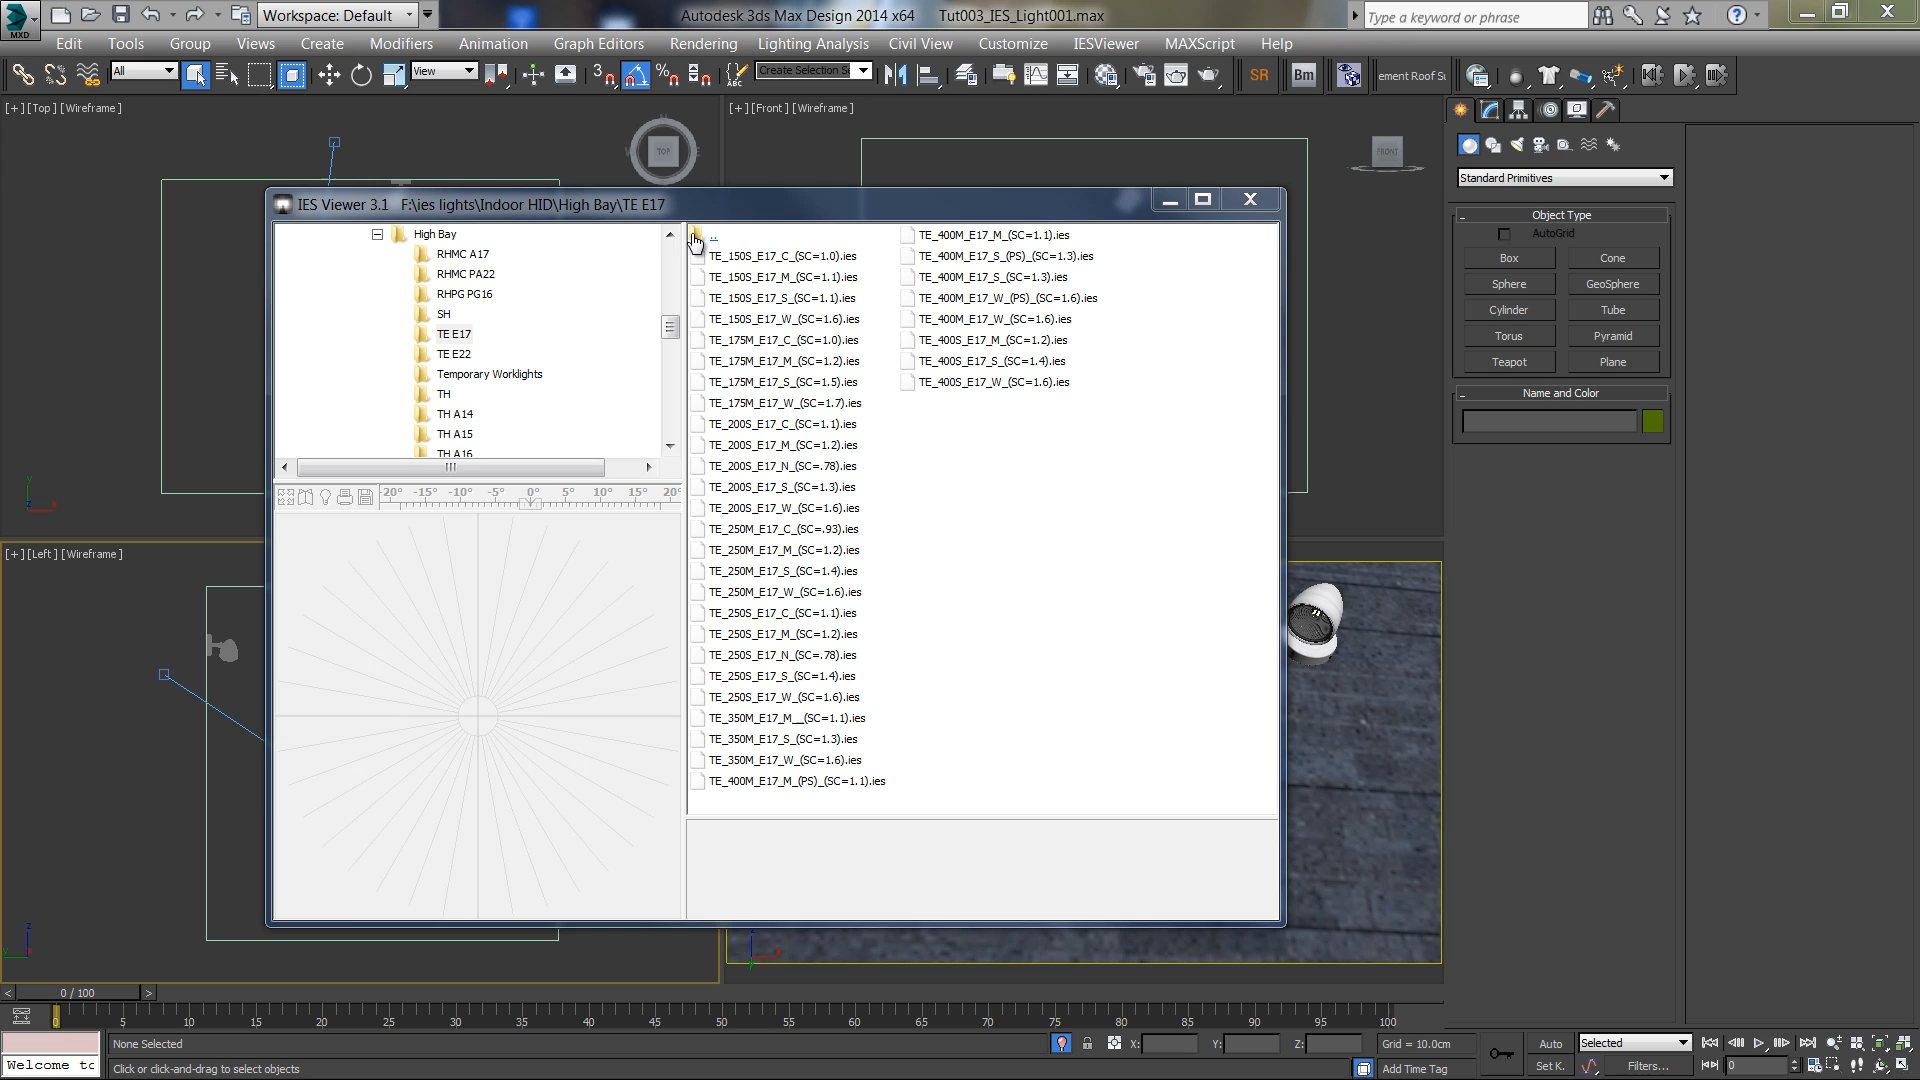 Workspace: Default
Autodesk 3ds Max Design 2014 x64 Tut003_IES_Light001.max
Type a keyword or phrase
MXD
Edit Tools Group Views Create Modifiers Animation Graph Editors Rendering Lighting Analysis Civil View Customize IESViewer MAXScript Help
All View Create Selection Se SR Bm ement Roof Su
[+][Top][Wireframe]
TOP
[+][Front][Wireframe]
FRONT
Standard Primitives
Object Type
AutoGrid
Box Cone
Sphere GeoSphere
Cylinder Tube
Torus Pyramid
Teapot Plane
Name and Color
IES Viewer 3.1 F:\ies lights\Indoor HID\High Bay\TE E17
High Bay
RHMC A17
RHMC PA22
RHPG PG16
SH
TE E17
TE E22
Temporary Worklights
TH
TH A14
TH A15
TH A16
-20° -15° -10° -5° 0° 5° 10° 15° 20°
..
TE_150S_E17_C_(SC=1.0).ies
TE_150S_E17_M_(SC=1.1).ies
TE_150S_E17_S_(SC=1.1).ies
TE_150S_E17_W_(SC=1.6).ies
TE_175M_E17_C_(SC=1.0).ies
TE_175M_E17_M_(SC=1.2).ies
TE_175M_E17_S_(SC=1.5).ies
TE_175M_E17_W_(SC=1.7).ies
TE_200S_E17_C_(SC=1.1).ies
TE_200S_E17_M_(SC=1.2).ies
TE_200S_E17_N_(SC=.78).ies
TE_200S_E17_S_(SC=1.3).ies
TE_200S_E17_W_(SC=1.6).ies
TE_250M_E17_C_(SC=.93).ies
TE_250M_E17_M_(SC=1.2).ies
TE_250M_E17_S_(SC=1.4).ies
TE_250M_E17_W_(SC=1.6).ies
TE_250S_E17_C_(SC=1.1).ies
TE_250S_E17_M_(SC=1.2).ies
TE_250S_E17_N_(SC=.78).ies
TE_250S_E17_S_(SC=1.4).ies
TE_250S_E17_W_(SC=1.6).ies
TE_350M_E17_M__(SC=1.1).ies
TE_350M_E17_S_(SC=1.3).ies
TE_350M_E17_W_(SC=1.6).ies
TE_400M_E17_M_(PS)_(SC=1.1).ies
TE_400M_E17_M_(SC=1.1).ies
TE_400M_E17_S_(PS)_(SC=1.3).ies
TE_400M_E17_S_(SC=1.3).ies
TE_400M_E17_W_(PS)_(SC=1.6).ies
TE_400M_E17_W_(SC=1.6).ies
TE_400S_E17_M_(SC=1.2).ies
TE_400S_E17_S_(SC=1.4).ies
TE_400S_E17_W_(SC=1.6).ies
[+][Left][Wireframe]
< 0 / 100 >
0 5 10 15 20 25 30 35 40 45 50 55 60 65 70 75 80 85 90 95 100
None Selected X: Y: Z: Grid = 10.0cm Auto Selected
Welcome to Click or click-and-drag to select objects Add Time Tag Set K. Filters... 0